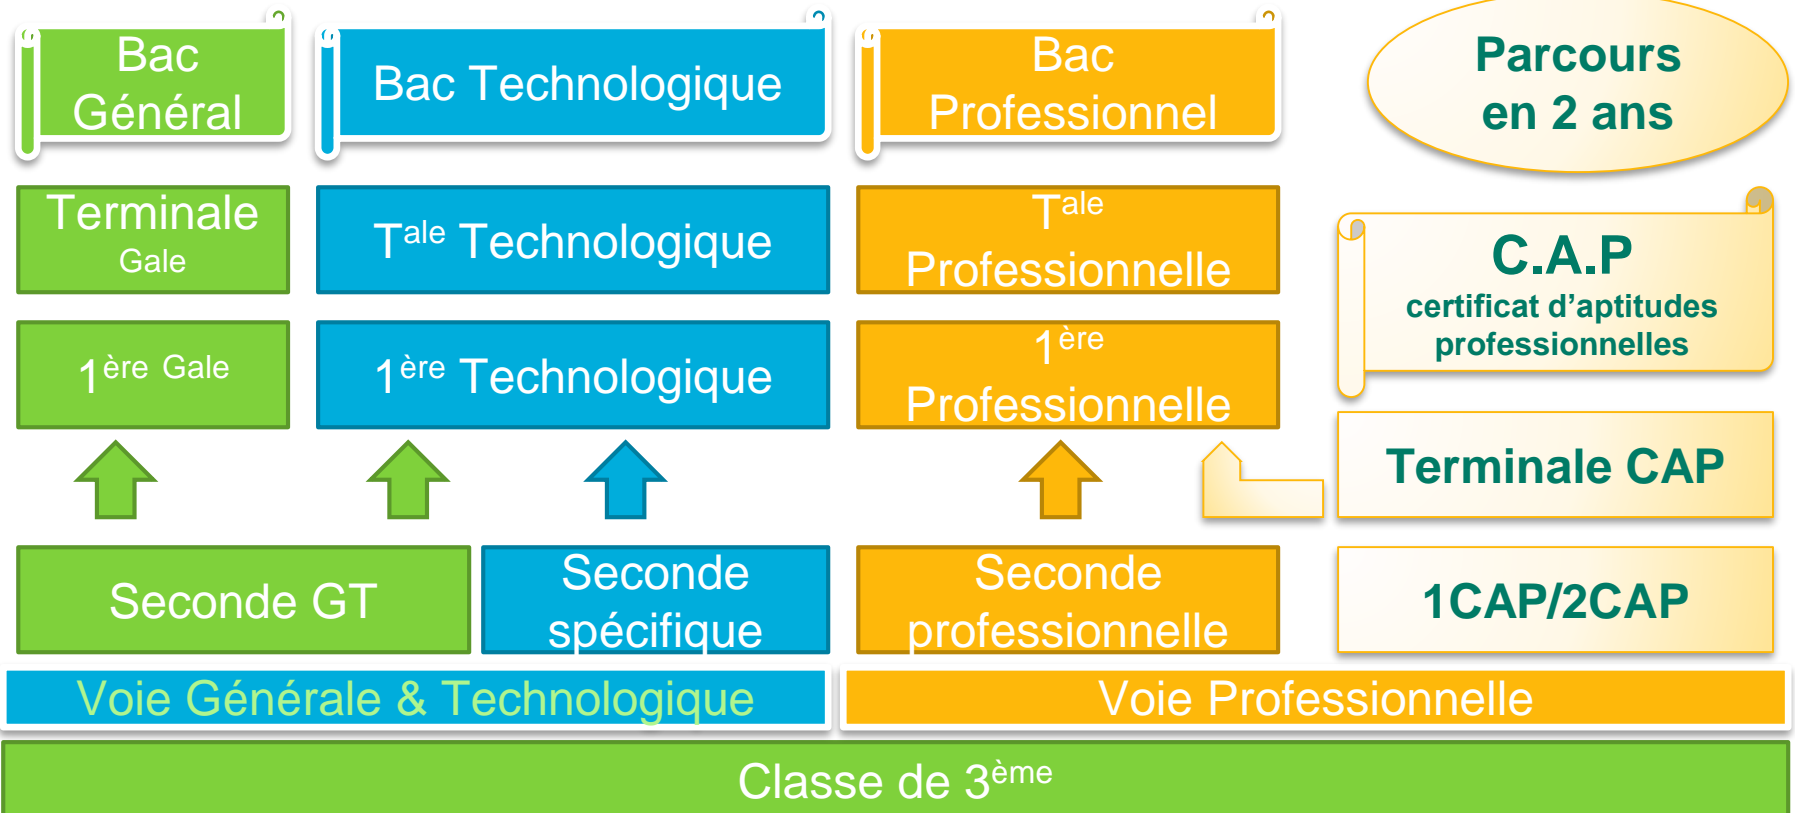 Bac
Général
Bac Technologique
Bac
Professionnel
Parcours
en 2 ans
Terminale
Gale
Tale Technologique
Tale
Professionnelle
C.A.P
certificat d’aptitudes
professionnelles
1ère Gale
1ère Technologique
1ère
Professionnelle
Terminale CAP
Seconde GT
Seconde
spécifique
Seconde
professionnelle
1CAP/2CAP
Voie Générale & Technologique
Voie Professionnelle
Classe de 3ème